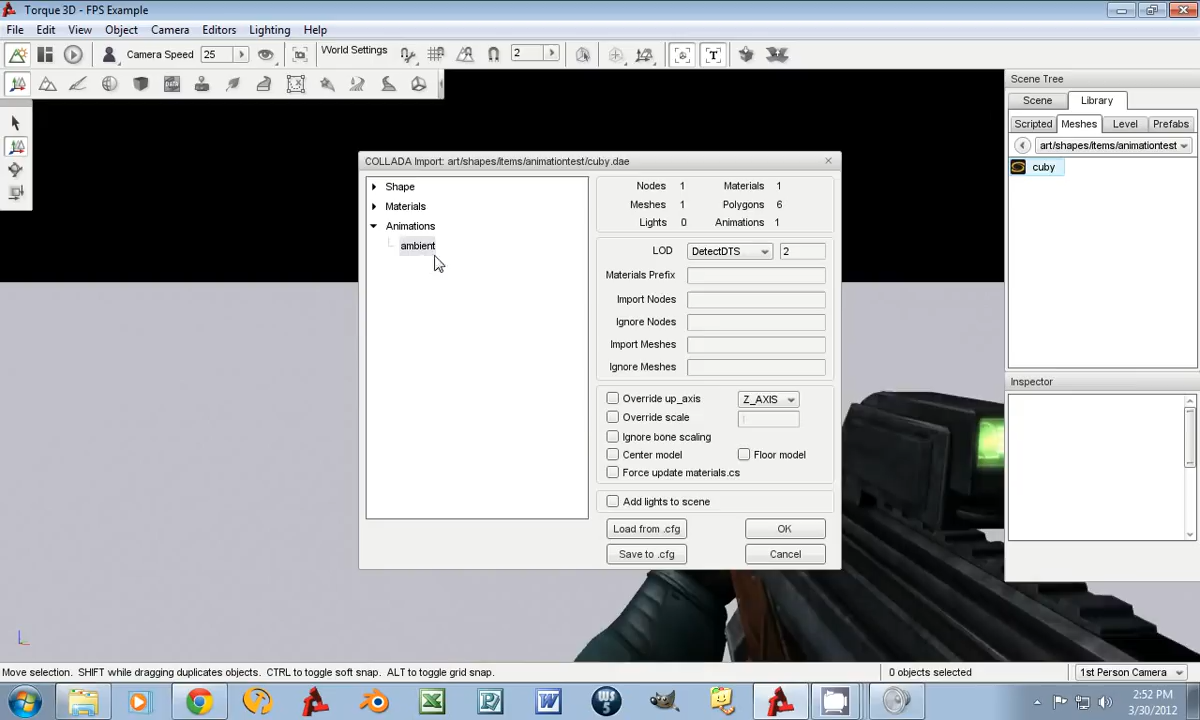 Torque 3D - FPS Example
File Edit View Object Camera Editors Lighting Help
Camera Speed 25 World Settings 2 T
Scene Tree
Scene Library
Scripted Meshes Level Prefabs
art/shapes/items/animationtest
cuby
COLLADA Import: art/shapes/items/animationtest/cuby.dae
Shape
Materials
Animations
ambient
Nodes 1 Materials 1
Meshes 1 Polygons 6
Lights 0 Animations 1
LOD DetectDTS 2
Materials Prefix
Import Nodes
Ignore Nodes
Import Meshes
Ignore Meshes
Override up_axis Z_AXIS
Override scale
Ignore bone scaling
Center model Floor model
Force update materials.cs
Add lights to scene
Load from .cfg OK
Save to .cfg Cancel
Inspector
Move selection. SHIFT while dragging duplicates objects. CTRL to toggle soft snap. ALT to toggle grid snap. 0 objects selected 1st Person Camera
2:52 PM
3/30/2012